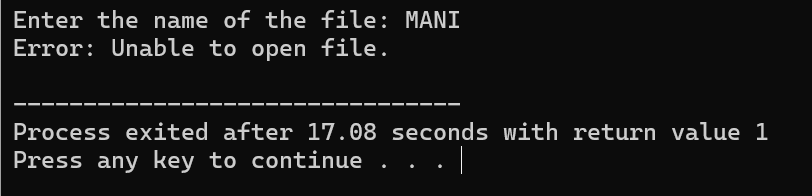 Enter the name of the file: MANI
Error: Unable to open file.
--------------------------------
Process exited after 17.08 seconds with return value 1
Press any key to continue . . .